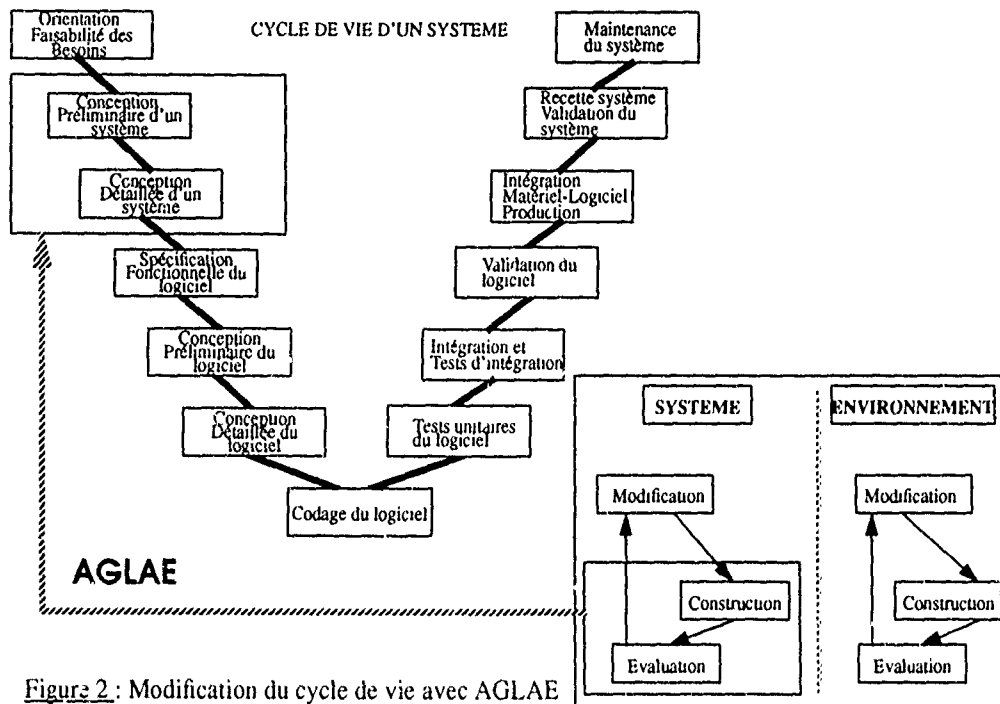 CYCLE DE VIE D'UN SYSTEME
Orientation
Faisabilité des
Besoins
Conception
Préliminaire d'un
système
Conception
Détaillée d'un
système
Spécification
Fonctionnelle du
logiciel
Conception
Préliminaire du
logiciel
Conception
Détaillée du
logiciel
Codage du logiciel
Tests unitaires
du logiciel
Intégration et
Tests d'intégration
Validation du
logiciel
Intégration
Matériel-Logiciel
Production
Recette système
Validation du
système
Maintenance
du système
AGLAE
SYSTEME
Modification
Construction
Evaluation
ENVIRONNEMENT
Modification
Construction
Evaluation
Figure 2 : Modification du cycle de vie avec AGLAE